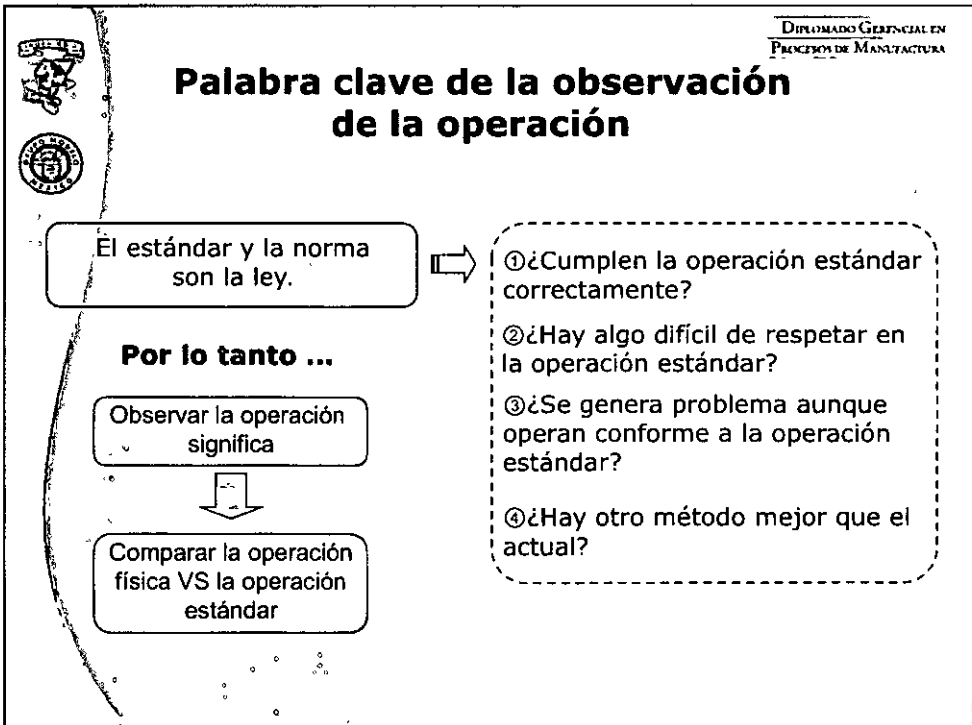 DIPLOMADO GERENCIAL EN
PROCESOS DE MANUFACTURA
Palabra clave de la observación
de la operación
GRUPO MODELO
MEXICO
El estándar y la norma
son la ley.
①¿Cumplen la operación estándar
correctamente?
②¿Hay algo difícil de respetar en
la operación estándar?
③¿Se genera problema aunque
operan conforme a la operación
estándar?
④¿Hay otro método mejor que el
actual?
Por lo tanto ...
Observar la operación
significa
Comparar la operación
física VS la operación
estándar